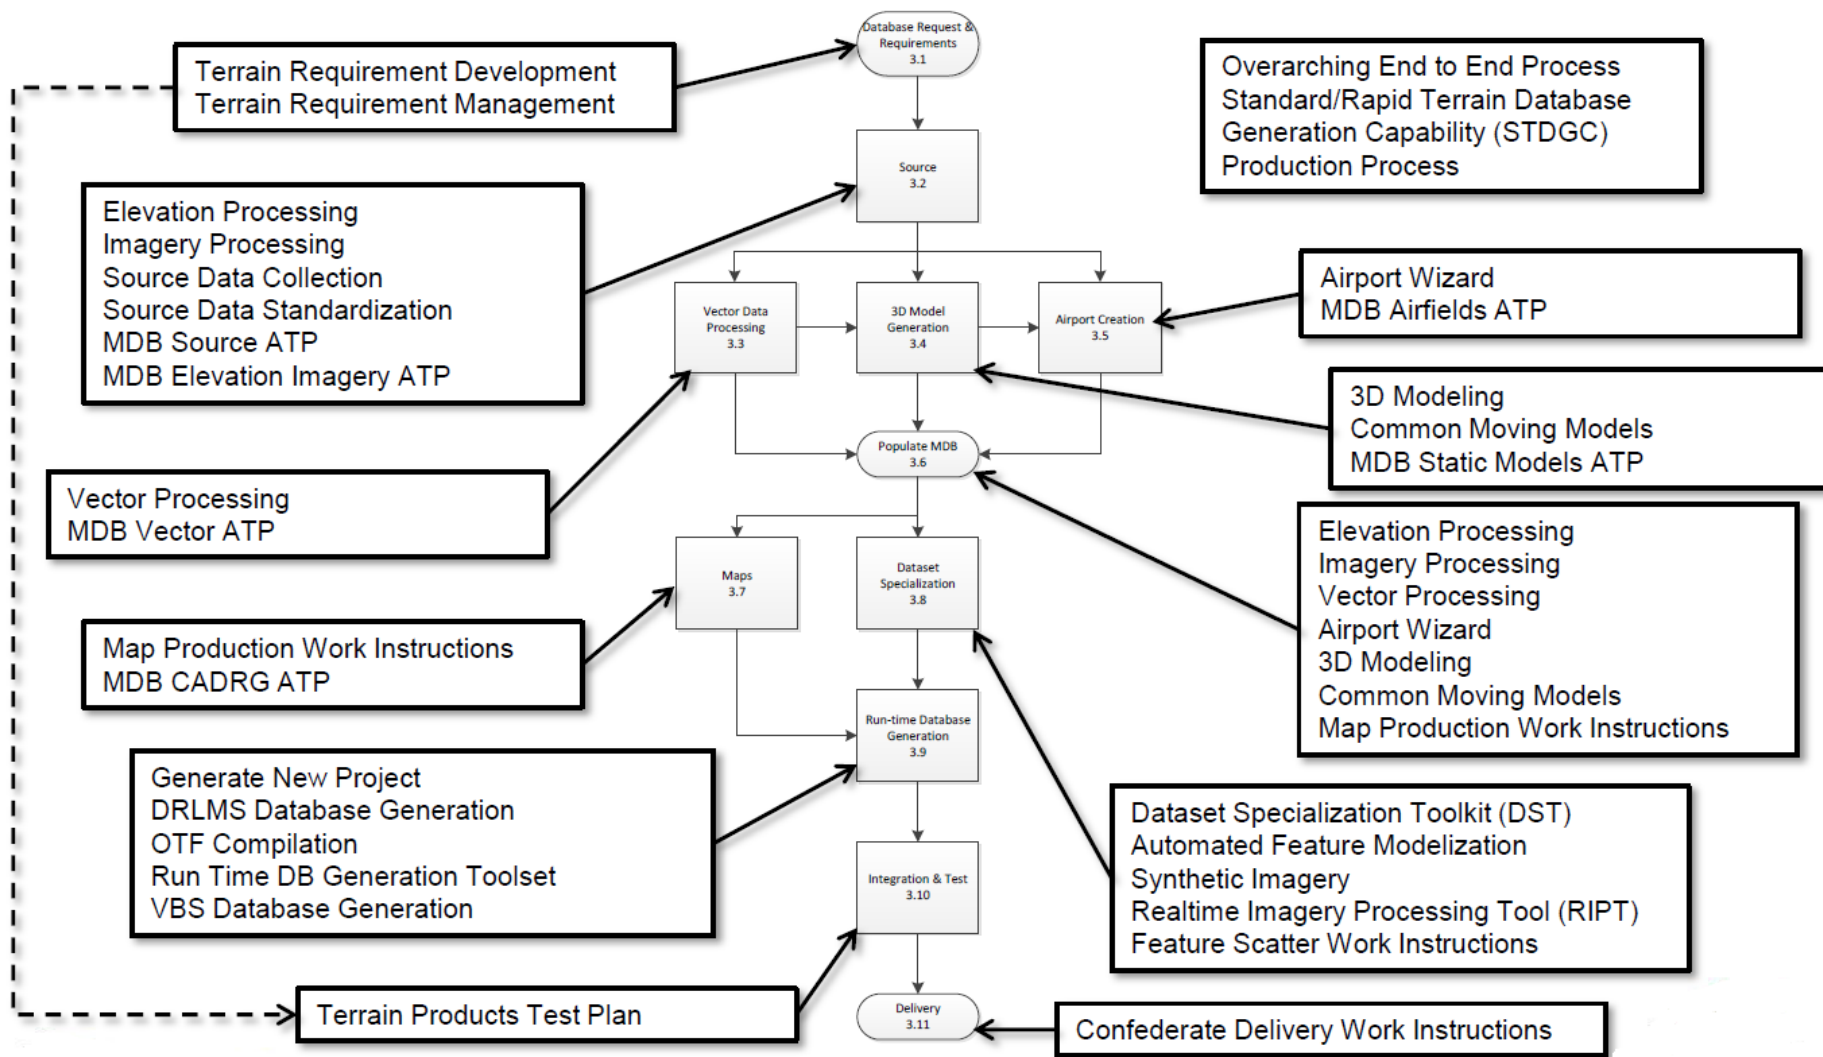 Database Request &
Requirements
3.1
Terrain Requirement Development
Terrain Requirement Management
Overarching End to End Process
Standard/Rapid Terrain Database
Generation Capability (STDGC)
Production Process
Source
3.2
Elevation Processing
Imagery Processing
Source Data Collection
Source Data Standardization
MDB Source ATP
MDB Elevation Imagery ATP
Vector Data
Processing
3.3
3D Model
Generation
3.4
Airport Creation
3.5
Airport Wizard
MDB Airfields ATP
3D Modeling
Common Moving Models
MDB Static Models ATP
Populate MDB
3.6
Vector Processing
MDB Vector ATP
Elevation Processing
Imagery Processing
Vector Processing
Airport Wizard
3D Modeling
Common Moving Models
Map Production Work Instructions
Maps
3.7
Dataset
Specialization
3.8
Map Production Work Instructions
MDB CADRG ATP
Run-time Database
Generation
3.9
Generate New Project
DRLMS Database Generation
OTF Compilation
Run Time DB Generation Toolset
VBS Database Generation
Dataset Specialization Toolkit (DST)
Automated Feature Modelization
Synthetic Imagery
Realtime Imagery Processing Tool (RIPT)
Feature Scatter Work Instructions
Integration & Test
3.10
Terrain Products Test Plan
Delivery
3.11
Confederate Delivery Work Instructions